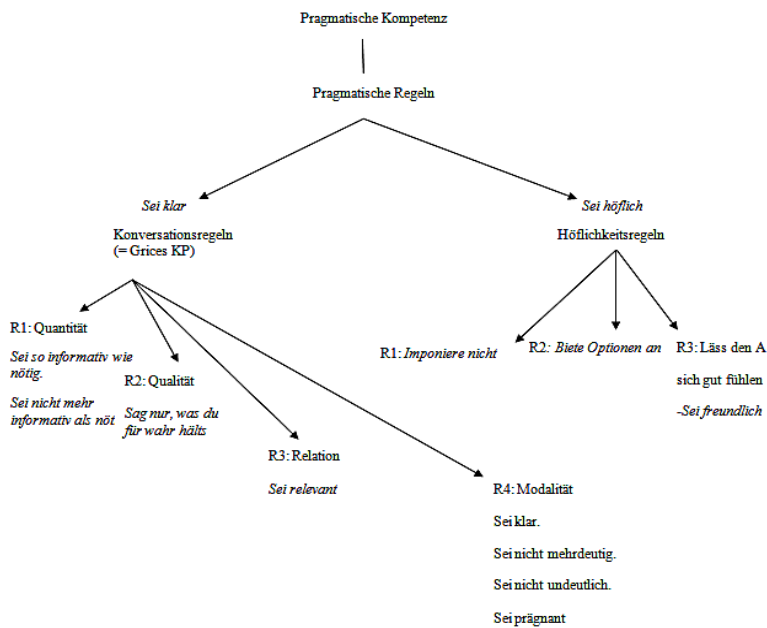 Pragmatische Kompetenz
Pragmatische Regeln
Sei klar
Konversationsregeln
(= Grices KP)
Sei höflich
Höflichkeitsregeln
R1: Quantität
Sei so informativ wie
nötig.
Sei nicht mehr
informativ als nöt
R2: Qualität
Sag nur, was du
für wahr hälts
R3: Relation
Sei relevant
R4: Modalität
Sei klar.
Sei nicht mehrdeutig.
Sei nicht undeutlich.
Sei prägnant
R1: Imponiere nicht
R2: Biete Optionen an
R3: Läss den A
sich gut fühlen
-Sei freundlich